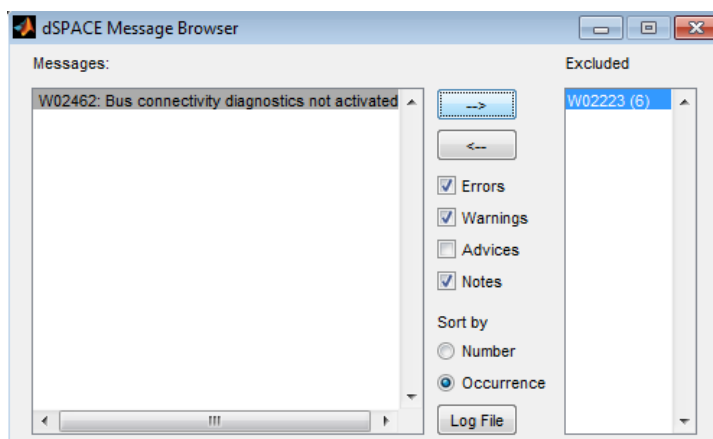 dSPACE Message Browser
Messages:
Excluded
W02462: Bus connectivity diagnostics not activated
-->
W02223 (6)
<--
Errors
Warnings
Advices
Notes
Sort by
Number
Occurrence
Log File